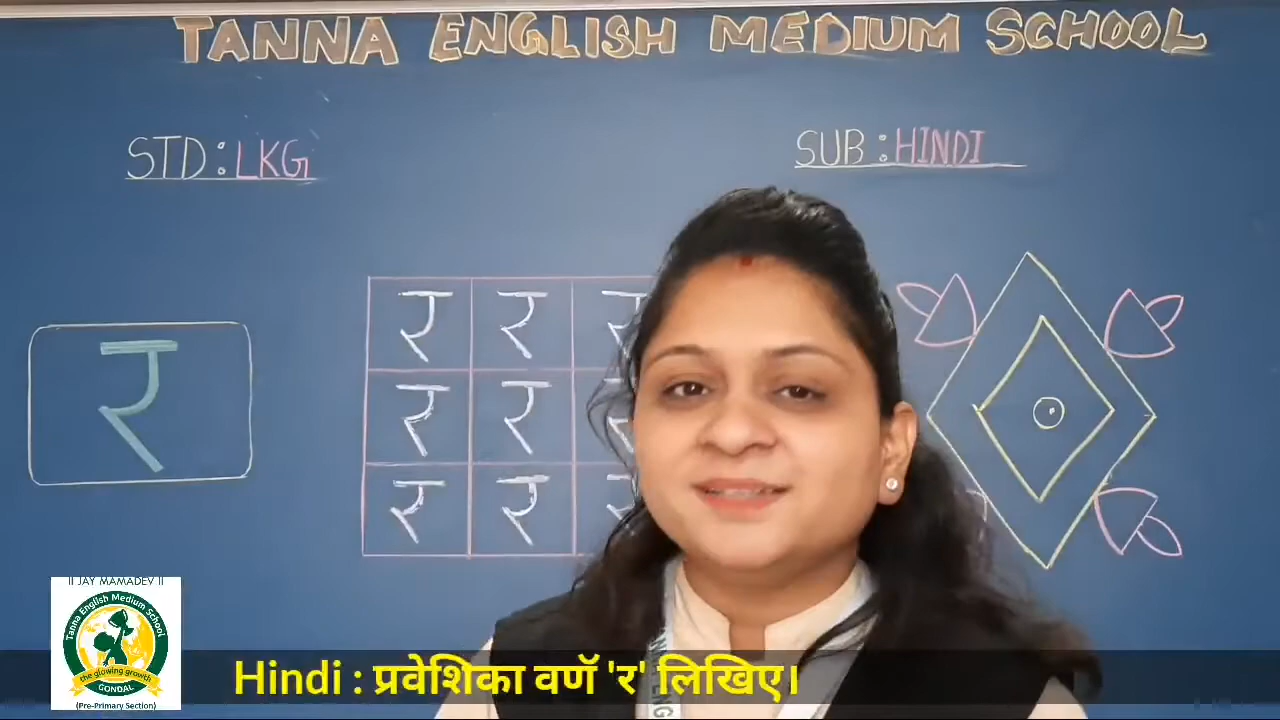 TANNA ENGLISH MEDIUM SCHOOL
STD : LKG
SUB : HINDI
र
र र र
र र र
र र र
II JAY MAMADEV II
Tanna English Medium School
the glowing growth
GONDAL
(Pre-Primary Section)
Hindi : प्रवेशिका वर्ण 'र' लिखिए।